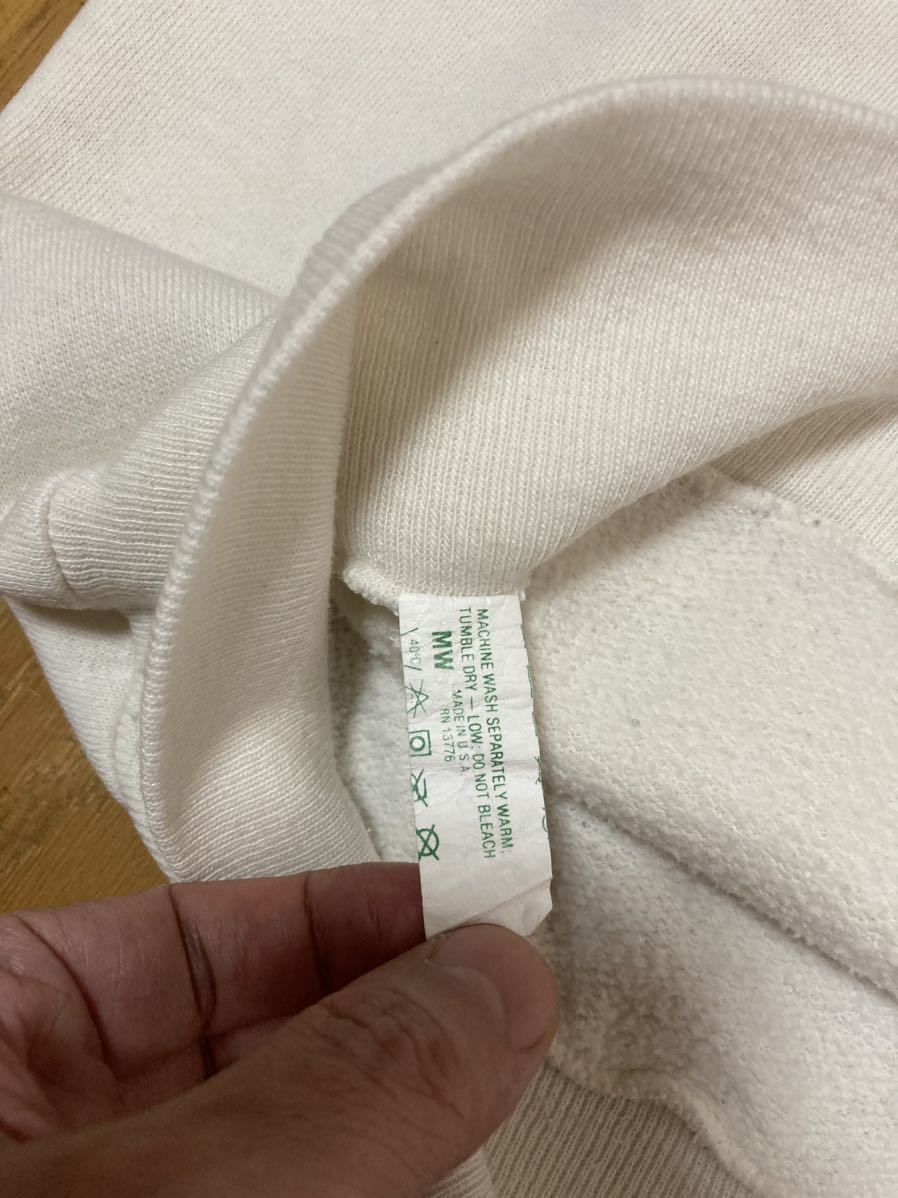 MACHINE WASH SEPARATELY WARM;
TUMBLE DRY — LOW; DO NOT BLEACH
MW
MADE IN U S A
RN 13776
40°C